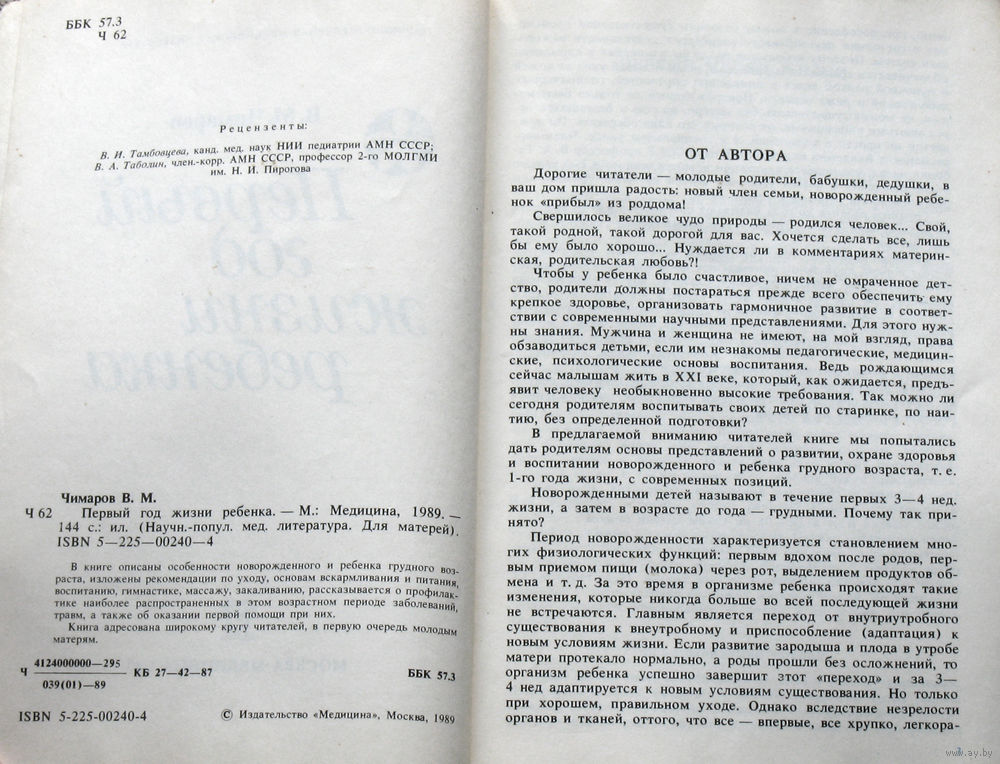 ББК 57.3
Ч 62
Рецензенты:
В. И. Тамбовцева, канд. мед. наук НИИ педиатрии АМН СССР;
В. А. Таболин, член.-корр. АМН СССР, профессор 2-го МОЛГМИ
им. Н. И. Пирогова
Чимаров В. М.
Ч 62 Первый год жизни ребенка. — М.: Медицина, 1989. —
144 с.: ил. (Научн.-попул. мед. литература. Для матерей).
ISBN 5—225—00240—4
В книге описаны особенности новорожденного и ребенка грудного воз-
раста, изложены рекомендации по уходу, основам вскармливания и питания,
воспитанию, гимнастике, массажу, закаливанию, рассказывается о профилак-
тике наиболее распространенных в этом возрастном периоде заболеваний,
травм, а также об оказании первой помощи при них.
Книга адресована широкому кругу читателей, в первую очередь молодым
матерям.
Ч 4124000000—295
039(01)—89
КБ 27—42—87
ББК 57.3
ISBN 5-225-00240-4
© Издательство «Медицина», Москва, 1989
ОТ АВТОРА
Дорогие читатели — молодые родители, бабушки, дедушки, в
ваш дом пришла радость: новый член семьи, новорожденный ребе-
нок «прибыл» из роддома!
Свершилось великое чудо природы — родился человек... Свой,
такой родной, такой дорогой для вас. Хочется сделать все, лишь
бы ему было хорошо... Нуждается ли в комментариях материн-
ская, родительская любовь?!
Чтобы у ребенка было счастливое, ничем не омраченное дет-
ство, родители должны постараться прежде всего обеспечить ему
крепкое здоровье, организовать гармоничное развитие в соответ-
ствии с современными научными представлениями. Для этого нуж-
ны знания. Мужчина и женщина не имеют, на мой взгляд, права
обзаводиться детьми, если им незнакомы педагогические, медицин-
ские, психологические основы воспитания. Ведь рождающимся
сейчас малышам жить в XXI веке, который, как ожидается, предъ-
явит человеку необыкновенно высокие требования. Так можно ли
сегодня родителям воспитывать своих детей по старинке, по наи-
тию, без определенной подготовки?
В предлагаемой вниманию читателей книге мы попытались
дать родителям основы представлений о развитии, охране здоровья
и воспитании новорожденного и ребенка грудного возраста, т. е.
1-го года жизни, с современных позиций.
Новорожденными детей называют в течение первых 3—4 нед.
жизни, а затем в возрасте до года — грудными. Почему так при-
нято?
Период новорожденности характеризуется становлением мно-
гих физиологических функций: первым вдохом после родов, пер-
вым приемом пищи (молока) через рот, выделением продуктов об-
мена и т. д. За это время в организме ребенка происходят такие
изменения, которые никогда больше во всей последующей жизни
не встречаются. Главным является переход от внутриутробного
существования к внеутробному и приспособление (адаптация) к
новым условиям жизни. Если развитие зародыша и плода в утробе
матери протекало нормально, а роды прошли без осложнений, то
организм ребенка успешно завершит этот «переход» и за 3—
4 нед адаптируется к новым условиям существования. Но только
при хорошем, правильном уходе. Однако вследствие незрелости
органов и тканей, оттого, что все — впервые, все хрупко, легкора-
www.ay.by